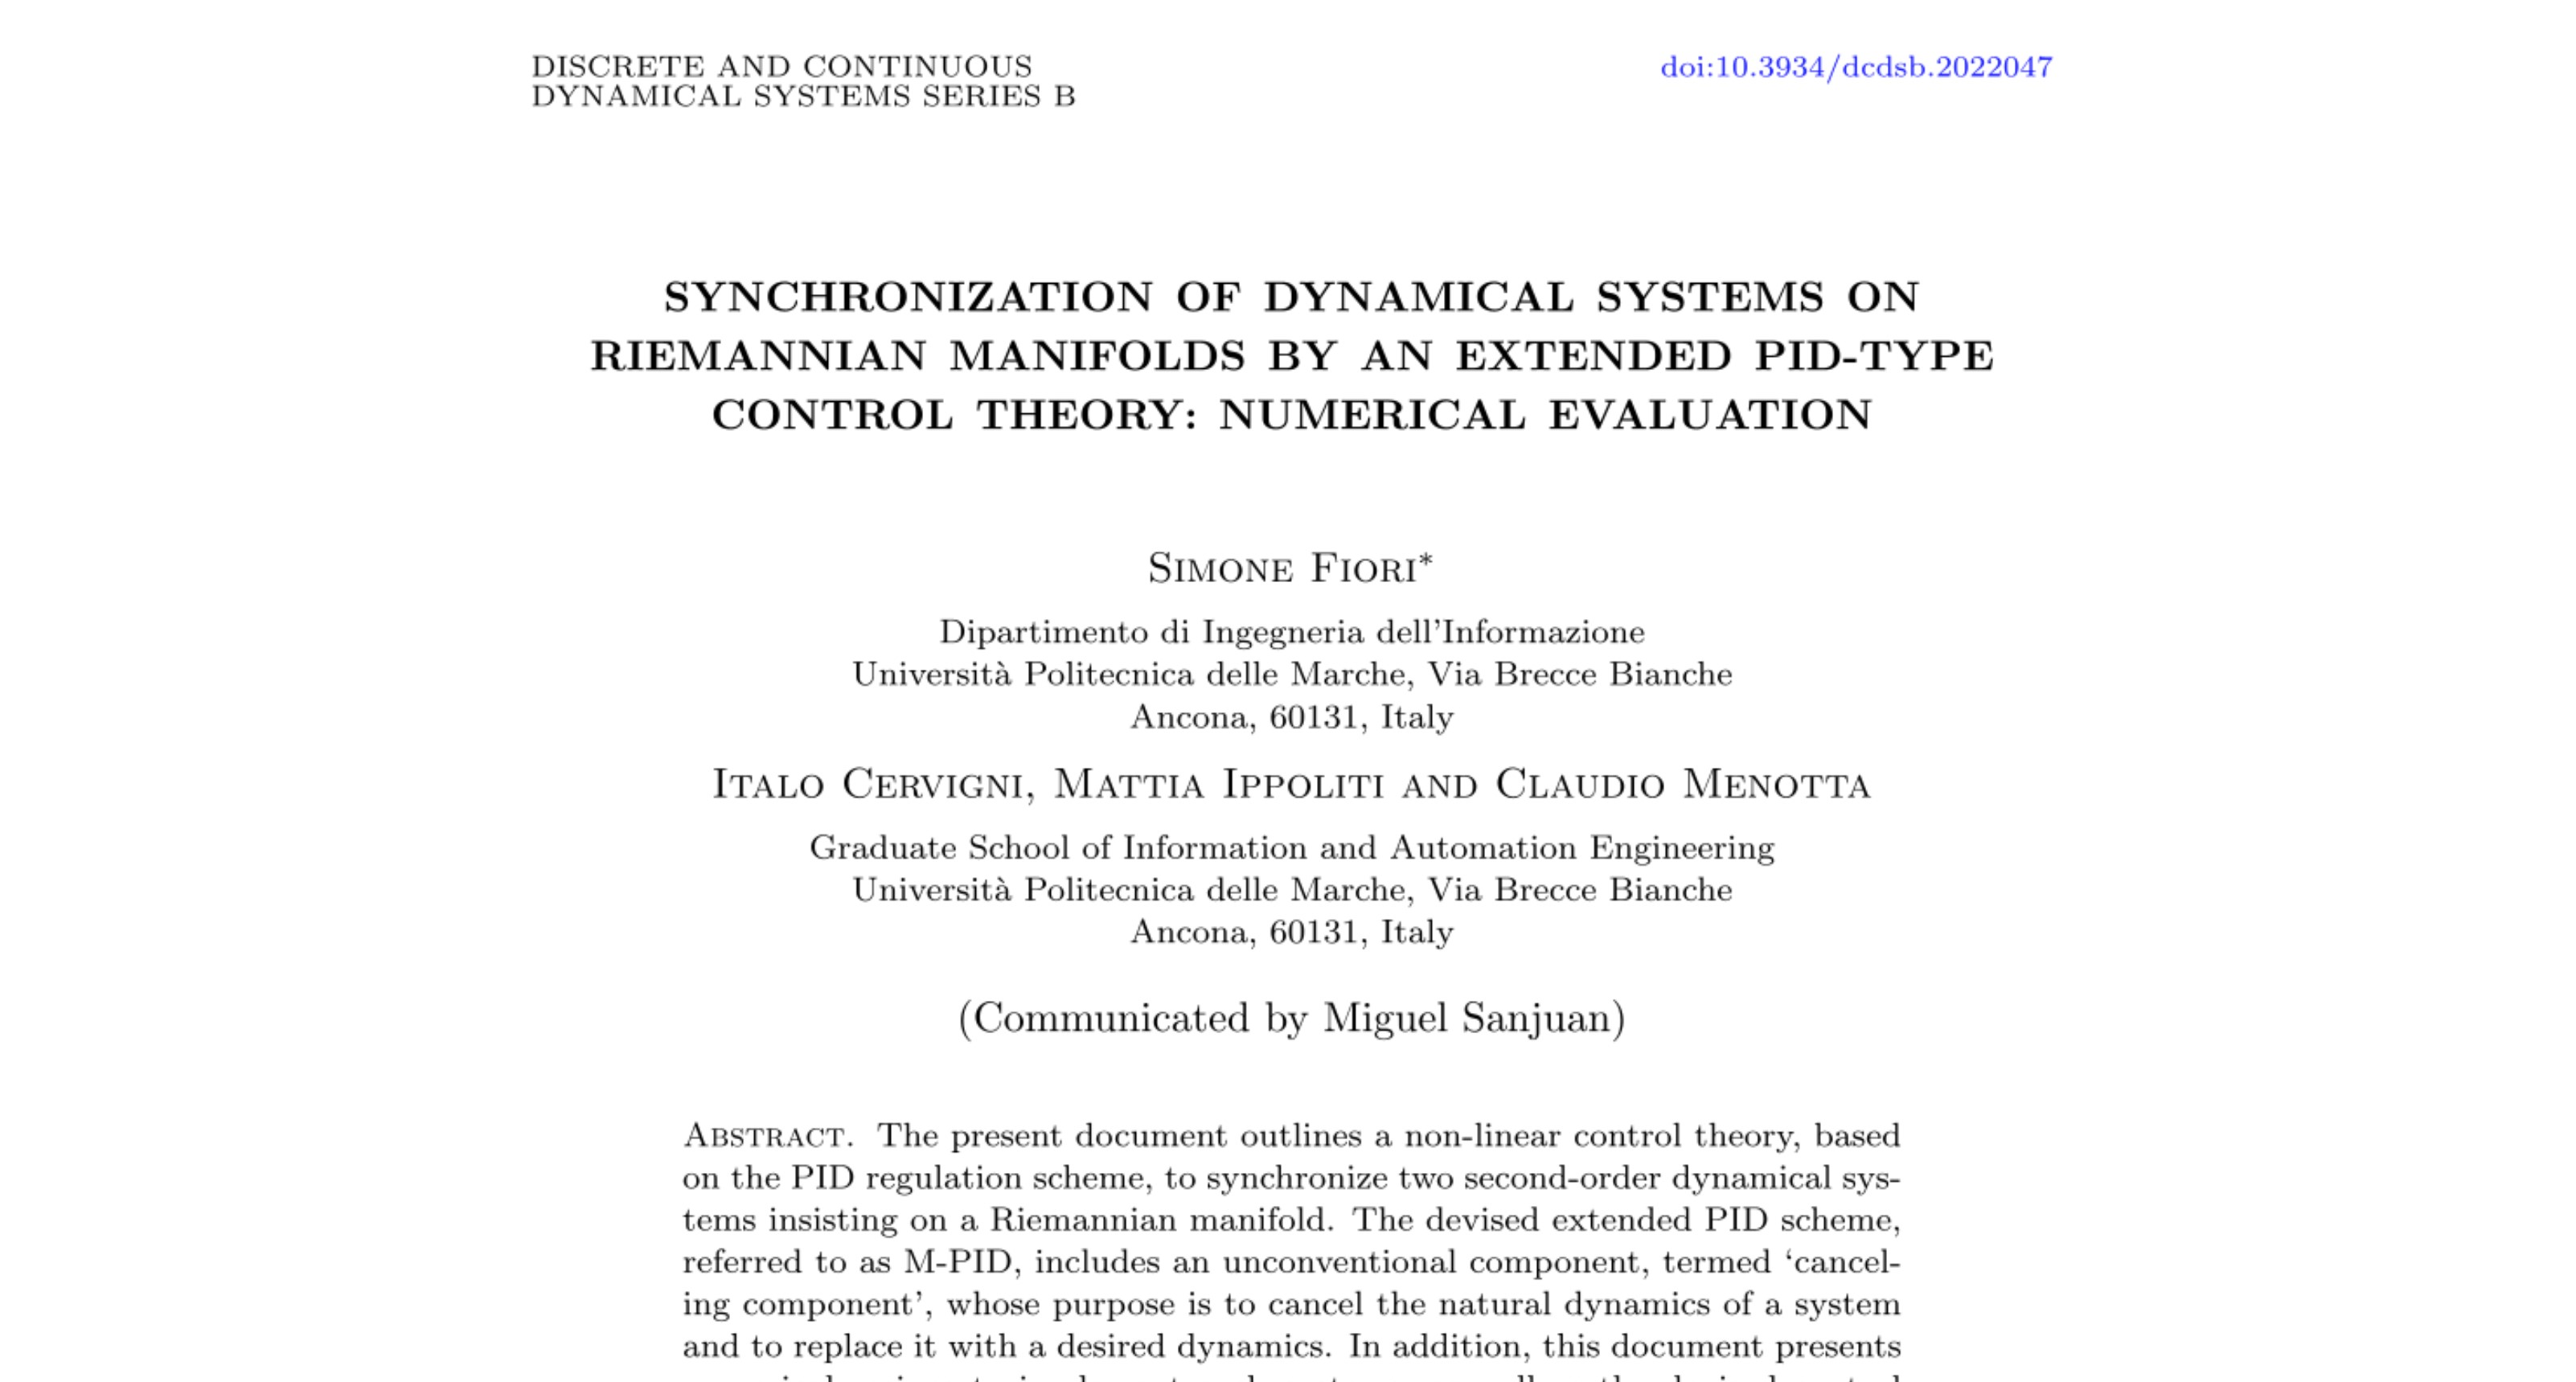 DISCRETE AND CONTINUOUS
DYNAMICAL SYSTEMS SERIES B
doi:10.3934/dcdsb.2022047
SYNCHRONIZATION OF DYNAMICAL SYSTEMS ON
RIEMANNIAN MANIFOLDS BY AN EXTENDED PID-TYPE
CONTROL THEORY: NUMERICAL EVALUATION
SIMONE FIORI*
Dipartimento di Ingegneria dell'Informazione
Università Politecnica delle Marche, Via Brecce Bianche
Ancona, 60131, Italy
ITALO CERVIGNI, MATTIA IPPOLITI AND CLAUDIO MENOTTA
Graduate School of Information and Automation Engineering
Università Politecnica delle Marche, Via Brecce Bianche
Ancona, 60131, Italy
(Communicated by Miguel Sanjuan)
ABSTRACT. The present document outlines a non-linear control theory, based
on the PID regulation scheme, to synchronize two second-order dynamical sys-
tems insisting on a Riemannian manifold. The devised extended PID scheme,
referred to as M-PID, includes an unconventional component, termed ‘cancel-
ing component’, whose purpose is to cancel the natural dynamics of a system
and to replace it with a desired dynamics. In addition, this document presents